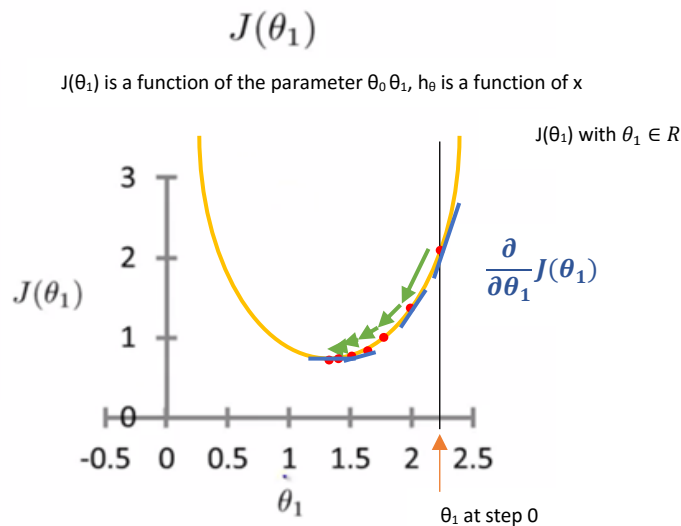 J(θ₁)
J(θ₁) is a function of the parameter θ₀ θ₁, hθ is a function of x
J(θ₁) with θ₁ ∈ R
3
2
1
0
J(θ₁)
∂/∂θ₁ J(θ₁)
-0.5 0 0.5 1 1.5 2 2.5
θ₁
θ₁ at step 0